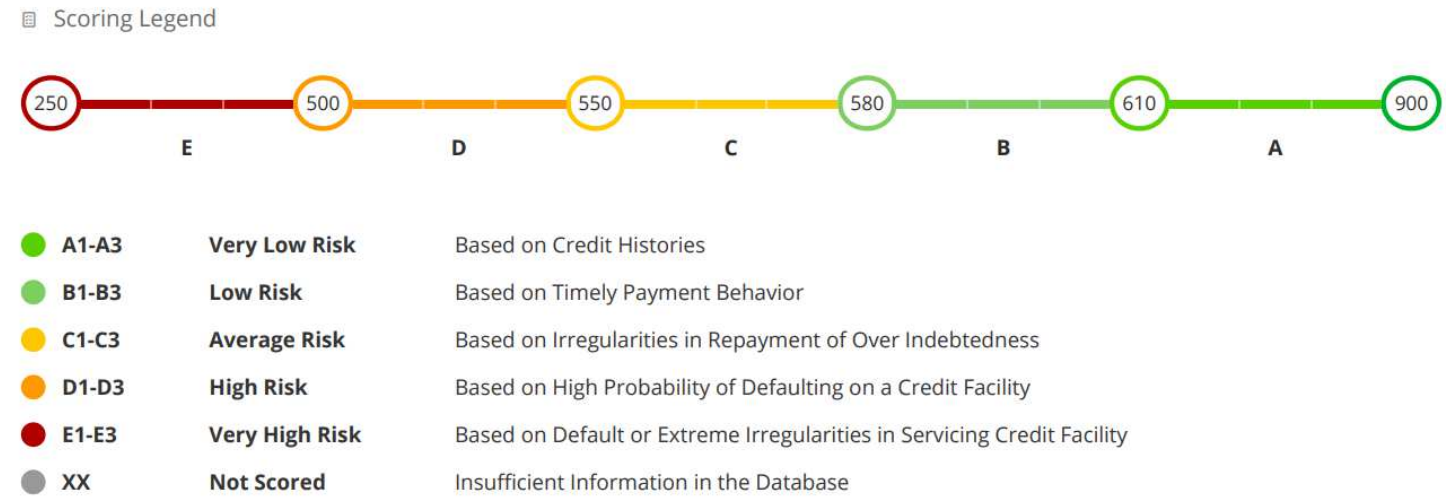 Scoring Legend
250 500 550 580 610 900
E D C B A
A1-A3 Very Low Risk Based on Credit Histories
B1-B3 Low Risk Based on Timely Payment Behavior
C1-C3 Average Risk Based on Irregularities in Repayment of Over Indebtedness
D1-D3 High Risk Based on High Probability of Defaulting on a Credit Facility
E1-E3 Very High Risk Based on Default or Extreme Irregularities in Servicing Credit Facility
XX Not Scored Insufficient Information in the Database